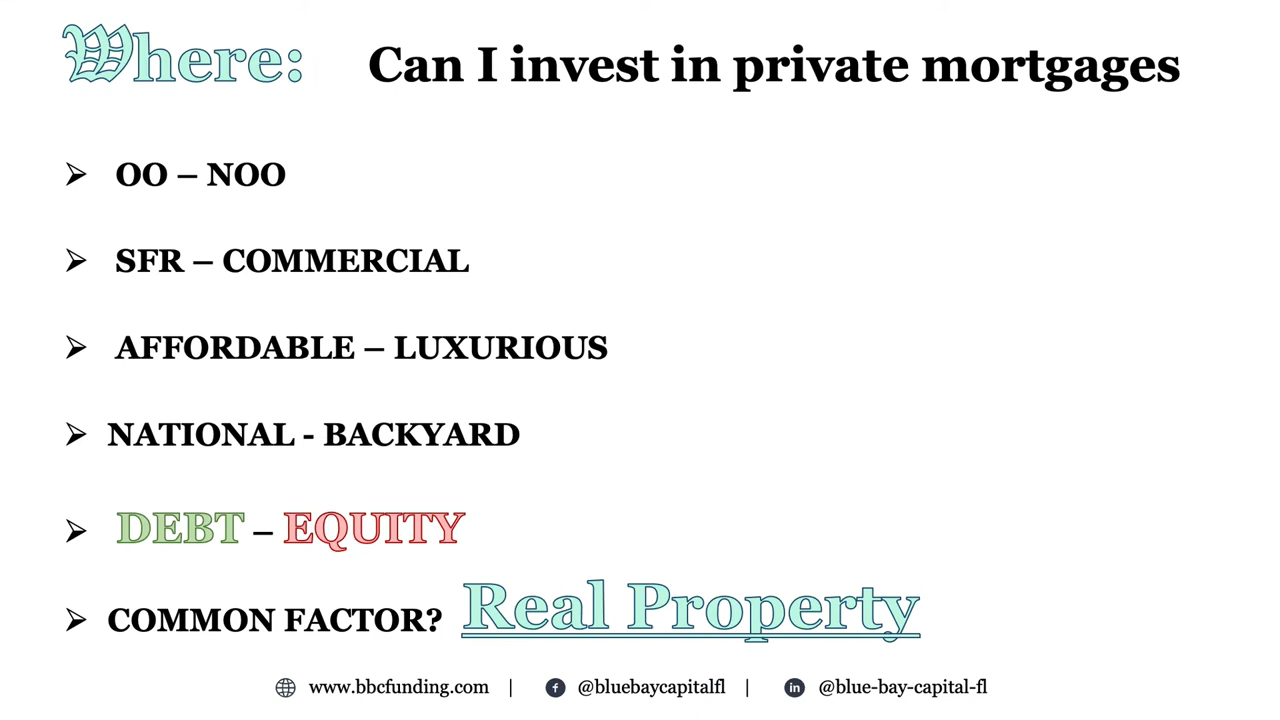 Where: Can I invest in private mortgages
➢ OO – NOO
➢ SFR – COMMERCIAL
➢ AFFORDABLE – LUXURIOUS
➢ NATIONAL - BACKYARD
➢ DEBT – EQUITY
➢ COMMON FACTOR? Real Property
www.bbcfunding.com | @bluebaycapitalfl | @blue-bay-capital-fl